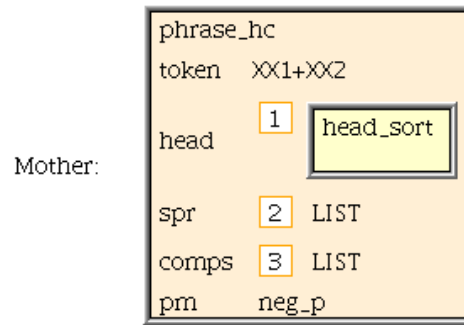 phrase_hc
token XX1+XX2
head 1 head_sort
Mother:
spr 2 LIST
comps 3 LIST
pm neg_p